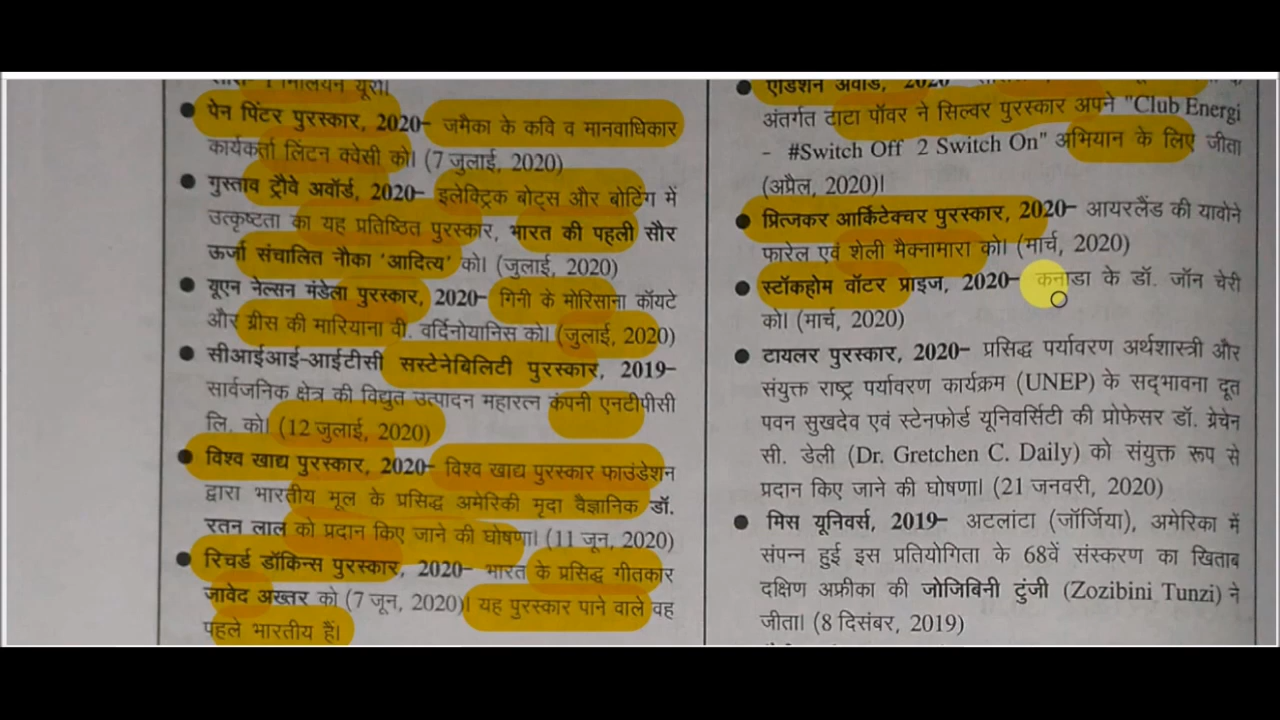 मिलियन यूरो।
पेन पिंटर पुरस्कार, 2020– जमैका के कवि व मानवाधिकार
कार्यकर्ता लिंटन क्वेसी को। (7 जुलाई, 2020)
गुस्ताव ट्रौवे अवॉर्ड, 2020– इलेक्ट्रिक बोट्स और बोटिंग में
उत्कृष्टता का यह प्रतिष्ठित पुरस्कार, भारत की पहली सौर
ऊर्जा संचालित नौका 'आदित्य' को। (जुलाई, 2020)
यूएन नेल्सन मंडेला पुरस्कार, 2020– गिनी के मोरिसाना कॉयटे
और ग्रीस की मारियाना वी. वर्दिनोयानिस को। (जुलाई, 2020)
सीआईआई-आईटीसी सस्टेनेबिलिटी पुरस्कार, 2019–
सार्वजनिक क्षेत्र की विद्युत उत्पादन महारत्न कंपनी एनटीपीसी
लि. को। (12 जुलाई, 2020)
विश्व खाद्य पुरस्कार, 2020– विश्व खाद्य पुरस्कार फाउंडेशन
द्वारा भारतीय मूल के प्रसिद्ध अमेरिकी मृदा वैज्ञानिक डॉ.
रतन लाल को प्रदान किए जाने की घोषणा। (11 जून, 2020)
रिचर्ड डॉकिन्स पुरस्कार, 2020– भारत के प्रसिद्ध गीतकार
जावेद अख्तर को (7 जून, 2020)। यह पुरस्कार पाने वाले वह
पहले भारतीय हैं।
एडिशन अवॉर्ड, 2020–
अंतर्गत टाटा पॉवर ने सिल्वर पुरस्कार अपने "Club Energi
- #Switch Off 2 Switch On" अभियान के लिए जीता
(अप्रैल, 2020)।
प्रित्जकर आर्किटेक्चर पुरस्कार, 2020– आयरलैंड की यावोने
फारेल एवं शेली मैक्नामारा को। (मार्च, 2020)
स्टॉकहोम वॉटर प्राइज, 2020– कनाडा के डॉ. जॉन चेरी
को। (मार्च, 2020)
टायलर पुरस्कार, 2020– प्रसिद्ध पर्यावरण अर्थशास्त्री और
संयुक्त राष्ट्र पर्यावरण कार्यक्रम (UNEP) के सद्‌भावना दूत
पवन सुखदेव एवं स्टेनफोर्ड यूनिवर्सिटी की प्रोफेसर डॉ. ग्रेचेन
सी. डेली (Dr. Gretchen C. Daily) को संयुक्त रूप से
प्रदान किए जाने की घोषणा। (21 जनवरी, 2020)
मिस यूनिवर्स, 2019– अटलांटा (जॉर्जिया), अमेरिका में
संपन्न हुई इस प्रतियोगिता के 68वें संस्करण का खिताब
दक्षिण अफ्रीका की जोजिबिनी टुंजी (Zozibini Tunzi) ने
जीता। (8 दिसंबर, 2019)